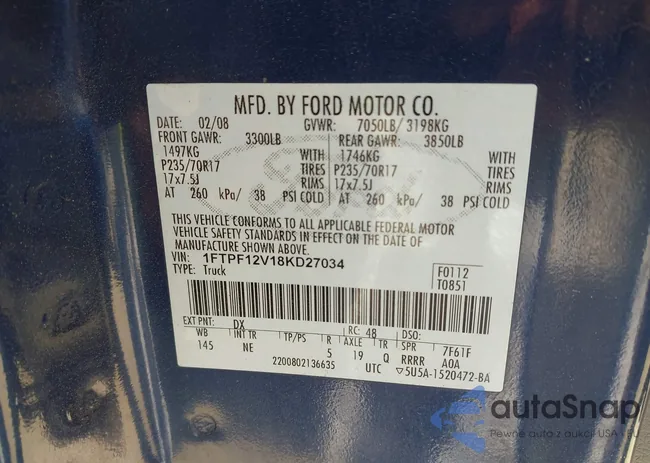 MFD. BY FORD MOTOR CO.
DATE: 02/08 GVWR: 7050LB/ 3198KG
FRONT GAWR: 3300LB REAR GAWR: 3850LB
1497KG WITH 1746KG WITH
P235/70R17 TIRES P235/70R17 TIRES
17x7.5J RIMS 17x7.5J RIMS
AT 260 kPa/ 38 PSI COLD AT 260 kPa/ 38 PSI COLD
THIS VEHICLE CONFORMS TO ALL APPLICABLE FEDERAL MOTOR
VEHICLE SAFETY STANDARDS IN EFFECT ON THE DATE OF
MANUFACTURE SHOWN ABOVE.
VIN: 1FTPF12V18KD27034
TYPE: Truck
F0112
T0851
EXT PNT: DX RC: 48 DSO:
WB INT TR TP/PS R AXLE TR SPR 7F61F
145 NE 5 19 Q RRRR A0A
2200802136635 UTC ▽5U5A-1520472-BA
autaSnap
Pewne auta z aukcji USA i EU